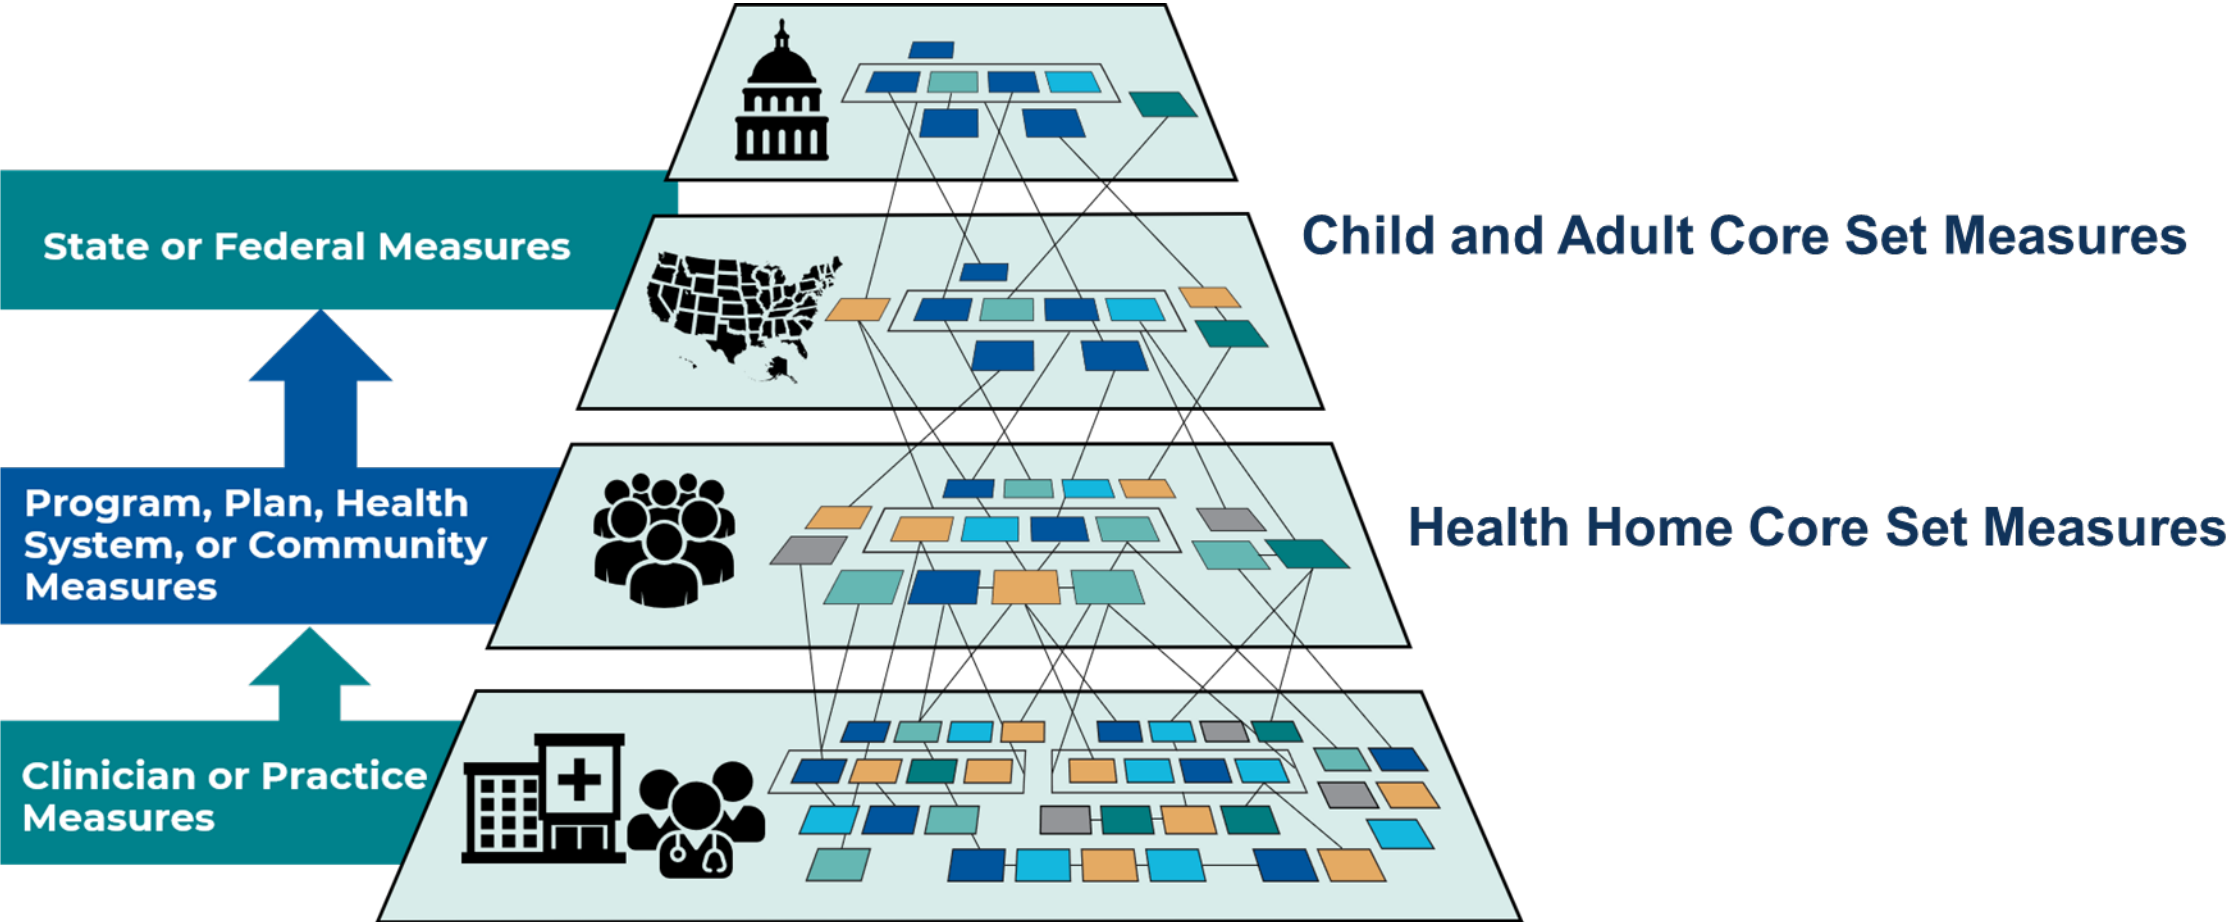 State or Federal Measures
Child and Adult Core Set Measures
Program, Plan, Health
System, or Community
Measures
Health Home Core Set Measures
Clinician or Practice
Measures